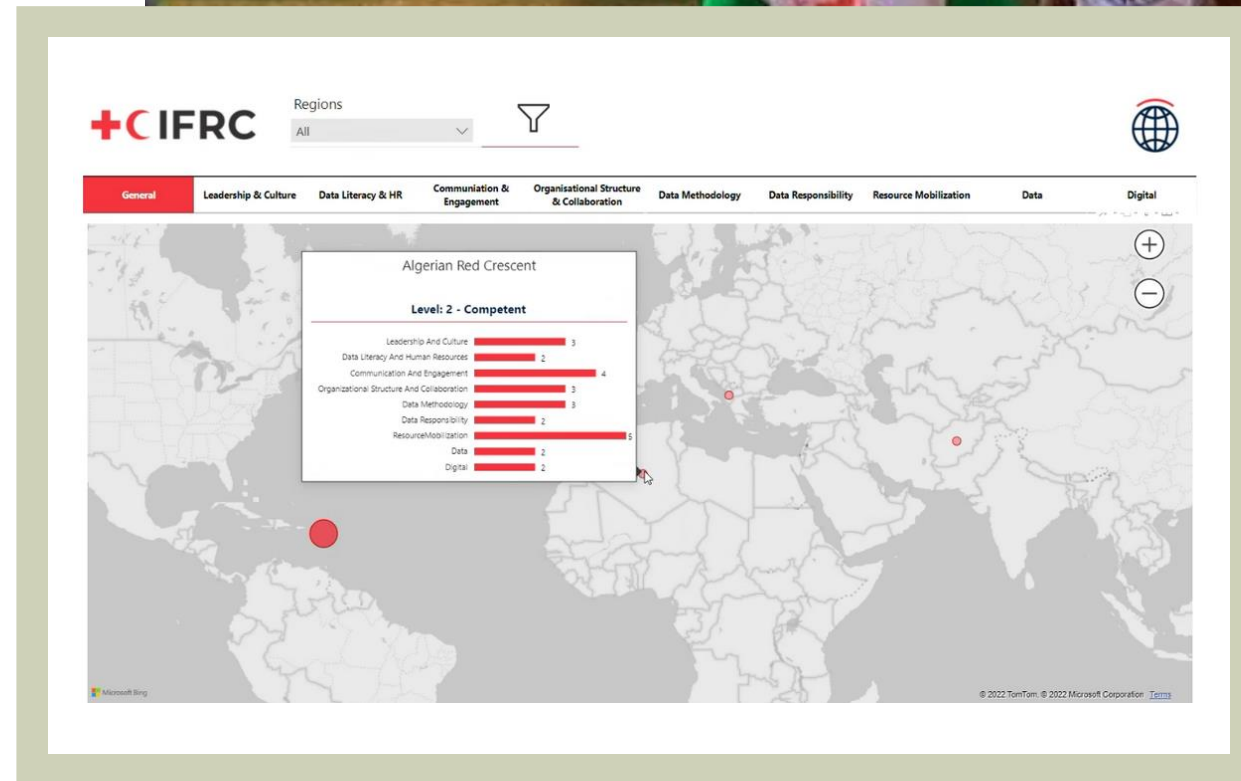 IFRC
Regions
All
General
Leadership & Culture
Data Literacy & HR
Communiation &
Engagement
Organisational Structure
& Collaboration
Data Methodology
Data Responsibility
Resource Mobilization
Data
Digital
Algerian Red Crescent
Level: 2 - Competent
Leadership And Culture 3
Data Literacy And Human Resources 2
Communication And Engagement 4
Organizational Structure And Collaboration 3
Data Methodology 3
Data Responsibility 2
ResourceMobilization 5
Data 2
Digital 2
Microsoft Bing
© 2022 TomTom, © 2022 Microsoft Corporation Terms